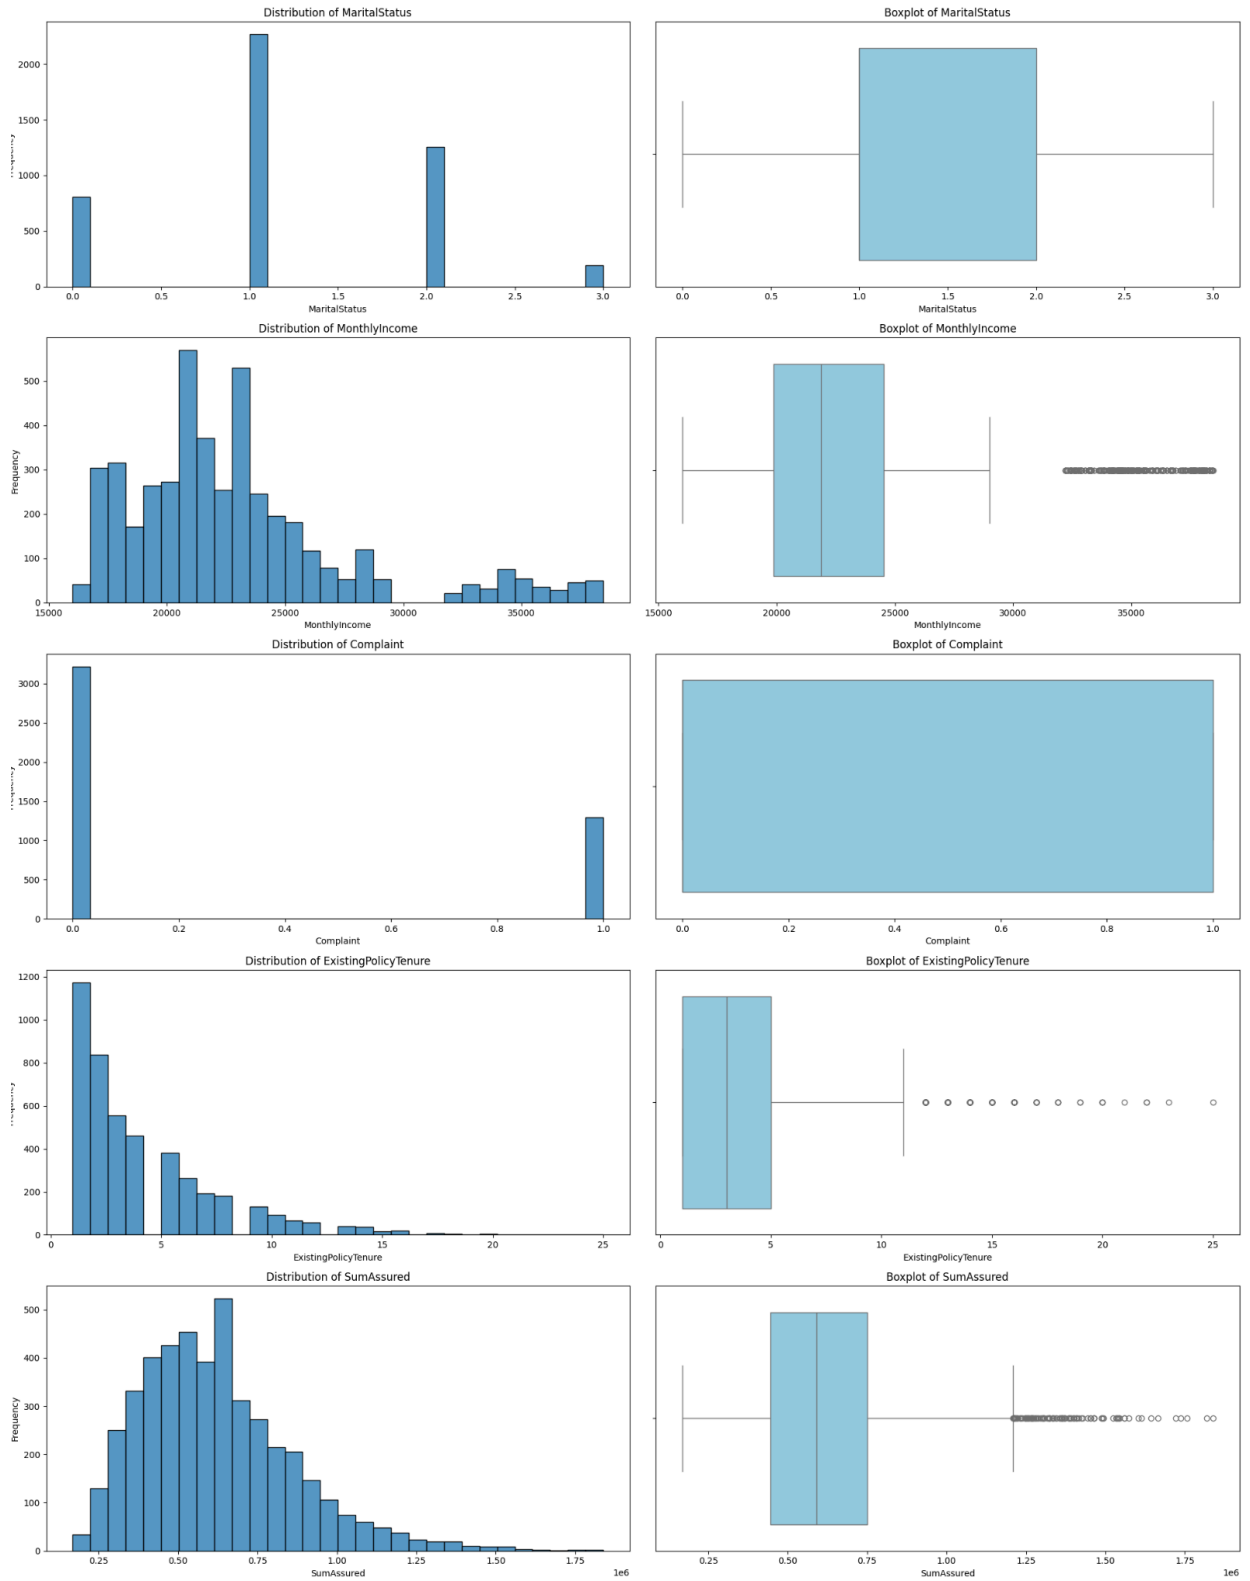 Distribution of MaritalStatus
Boxplot of MaritalStatus
2000
1500
1000
500
0
0.0 0.5 1.0 1.5 2.0 2.5 3.0
0.0 0.5 1.0 1.5 2.0 2.5 3.0
MaritalStatus
MaritalStatus
Distribution of MonthlyIncome
Boxplot of MonthlyIncome
500
400
300
200
100
0
Frequency
15000 20000 25000 30000 35000
15000 20000 25000 30000 35000
MonthlyIncome
MonthlyIncome
Distribution of Complaint
Boxplot of Complaint
3000
2500
2000
1500
1000
500
0
0.0 0.2 0.4 0.6 0.8 1.0
0.0 0.2 0.4 0.6 0.8 1.0
Complaint
Complaint
Distribution of ExistingPolicyTenure
Boxplot of ExistingPolicyTenure
1200
1000
800
600
400
200
0
0 5 10 15 20 25
0 5 10 15 20 25
ExistingPolicyTenure
ExistingPolicyTenure
Distribution of SumAssured
Boxplot of SumAssured
500
400
300
200
100
0
Frequency
0.25 0.50 0.75 1.00 1.25 1.50 1.75
1e6
0.25 0.50 0.75 1.00 1.25 1.50 1.75
1e6
SumAssured
SumAssured